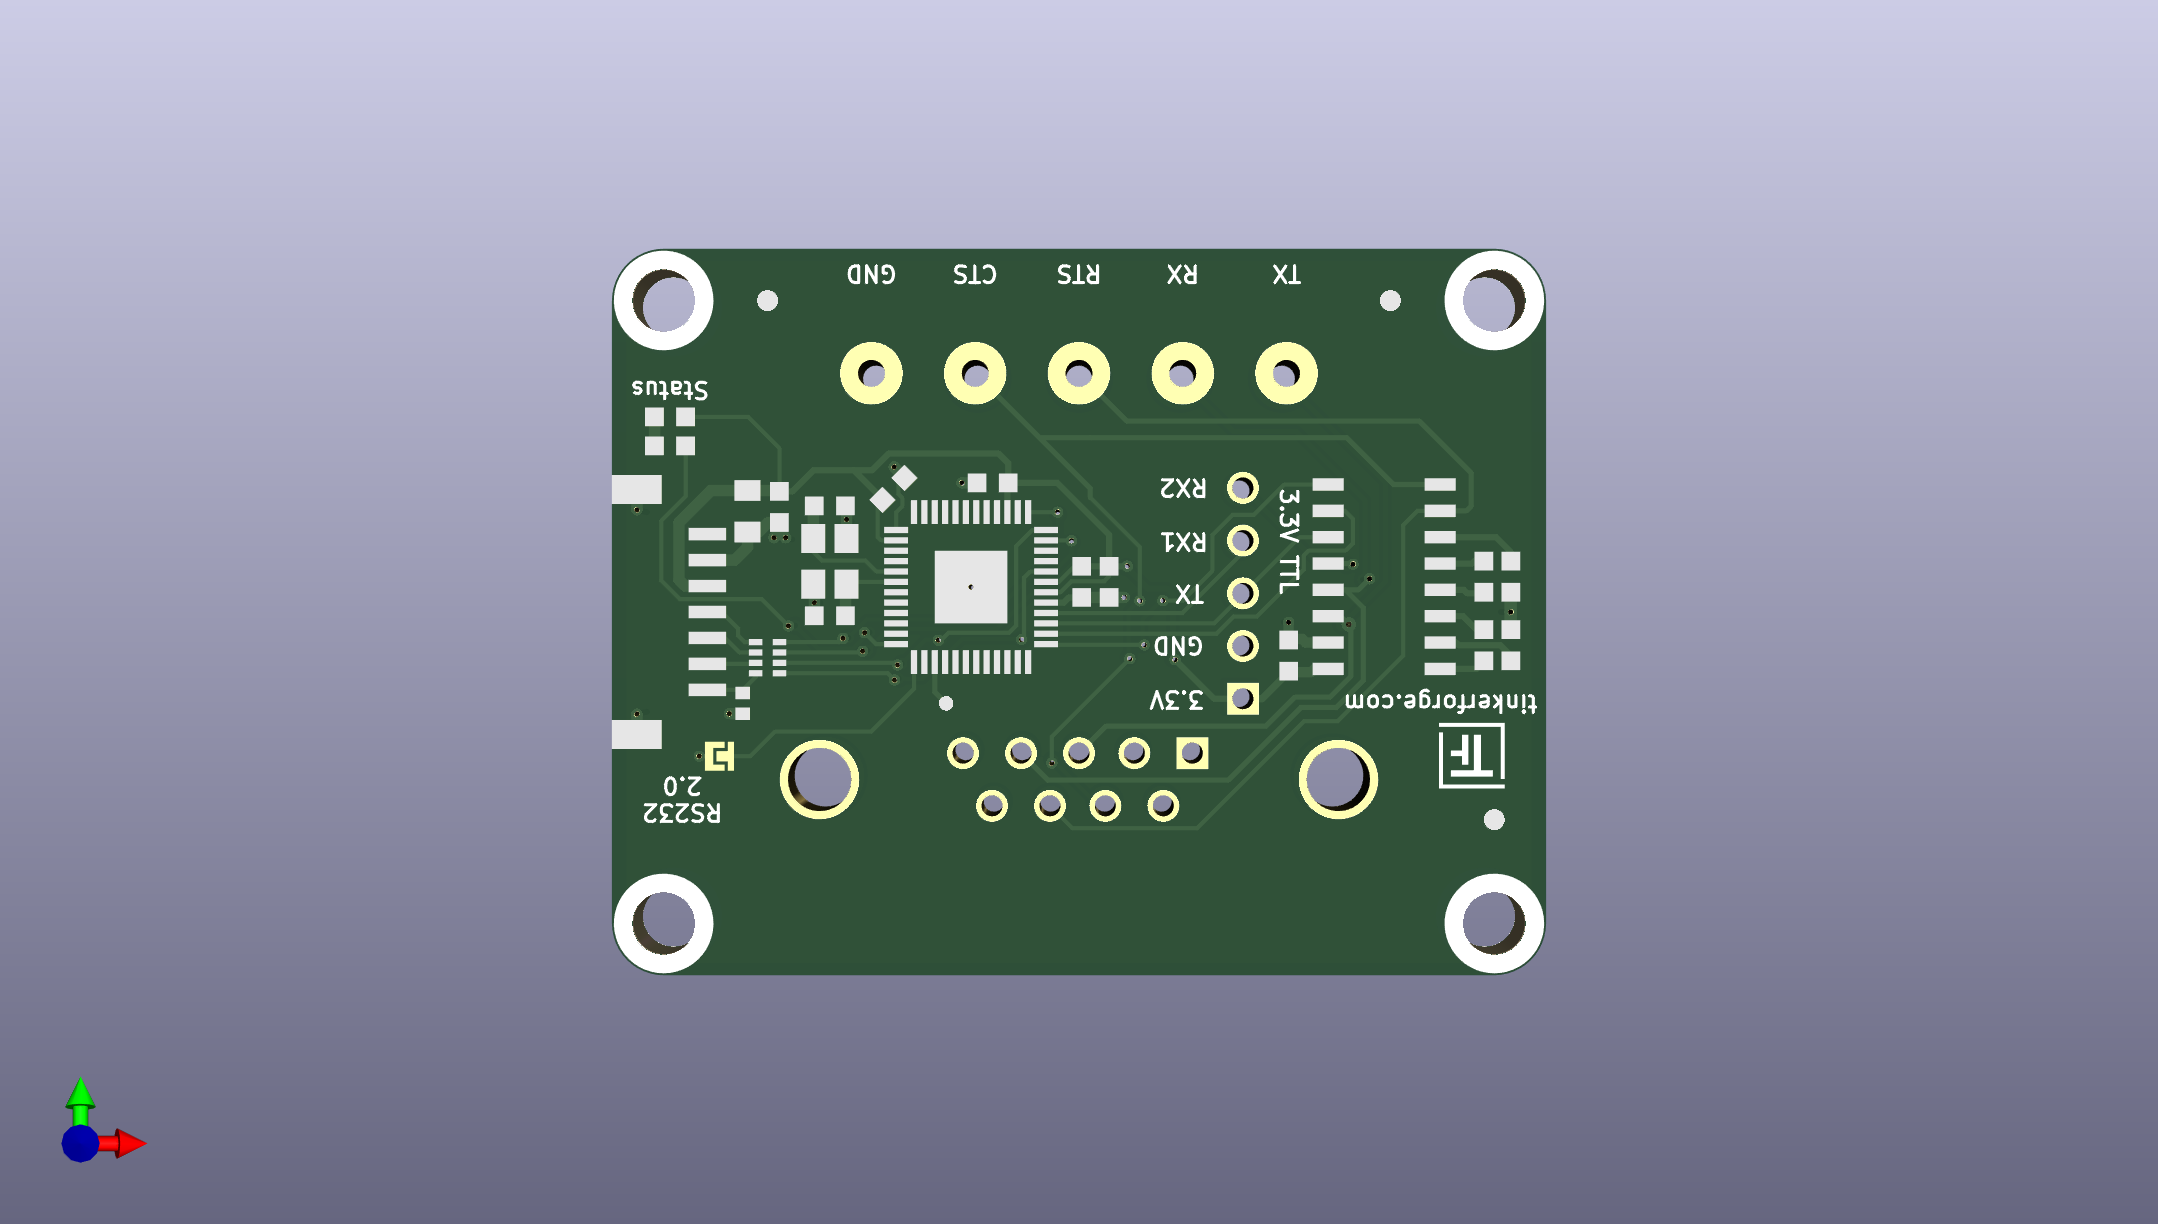 GND CTS RTS RX TX
Status
RX2
RX1
TX
GND
3.3V
3.3V TTL
tinkerforge.com
RS232
2.0